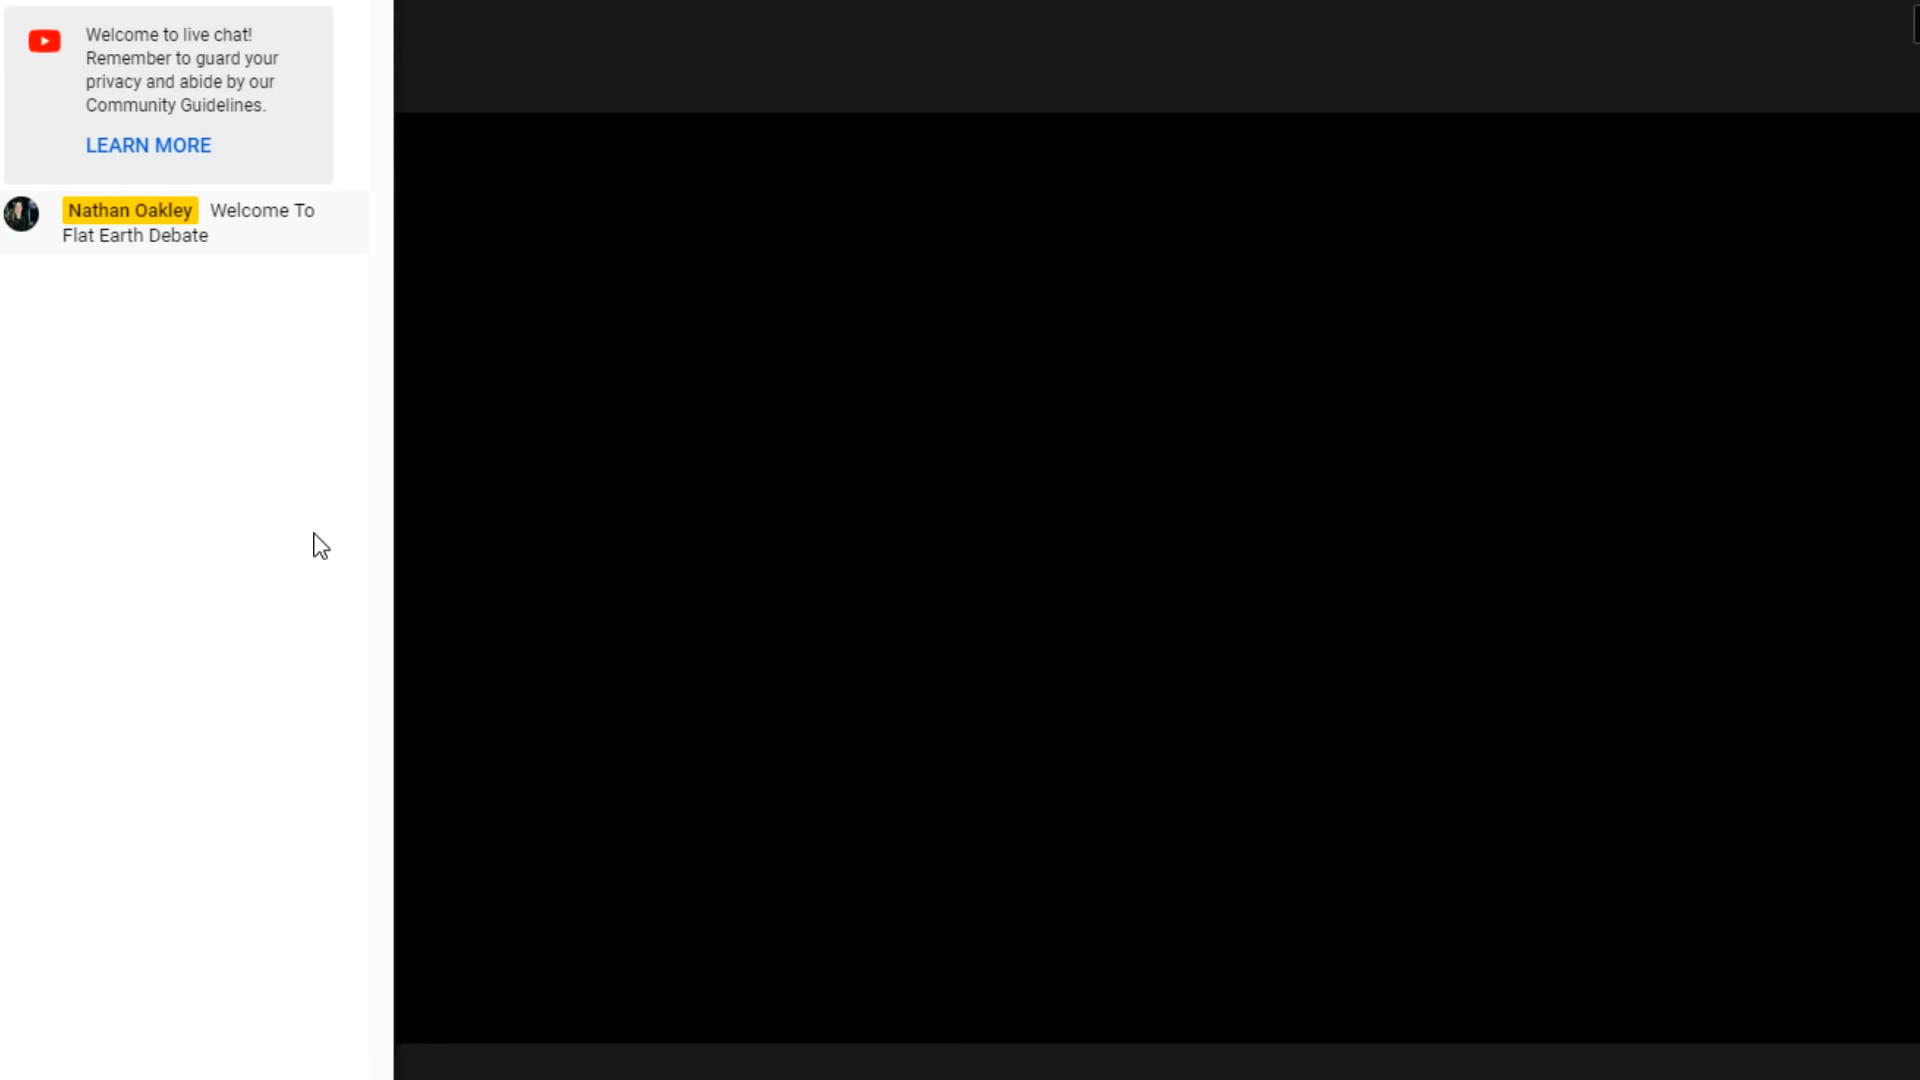 Welcome to live chat!
Remember to guard your
privacy and abide by our
Community Guidelines.
LEARN MORE
Nathan Oakley Welcome To
Flat Earth Debate